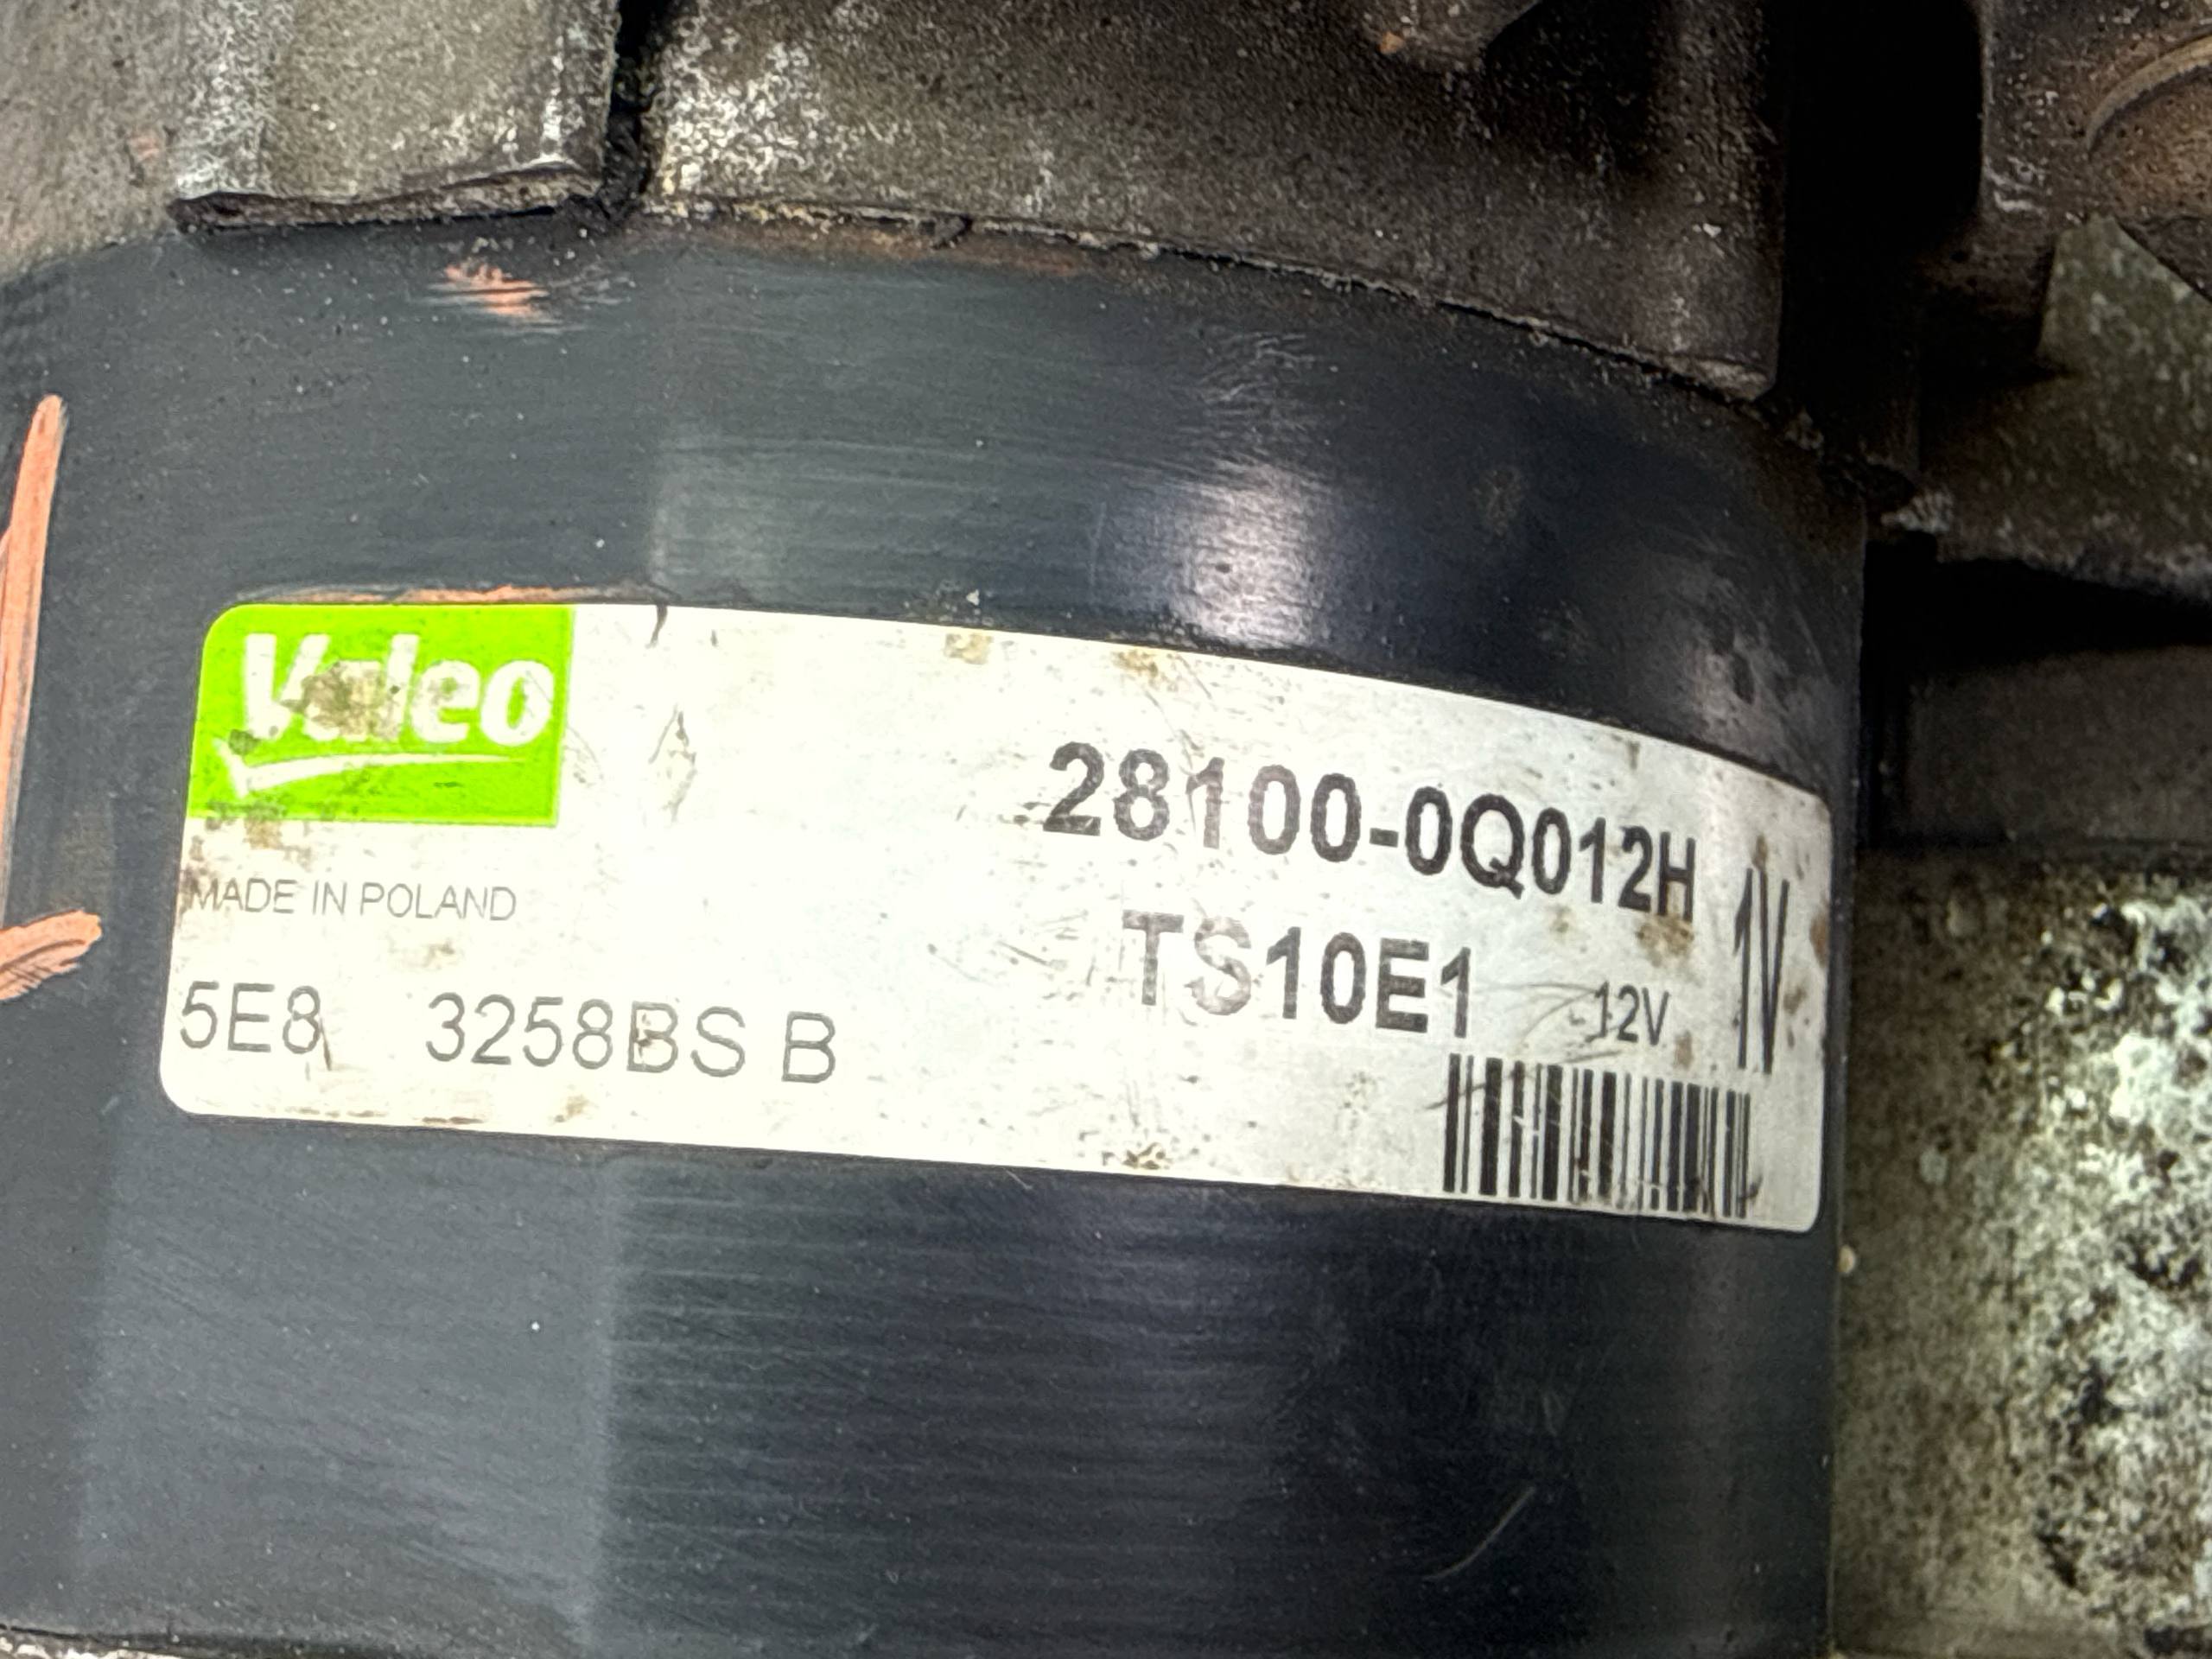 Valeo
28100-0Q012H
1V
MADE IN POLAND
TS10E1 12V
5E8 3258BS B